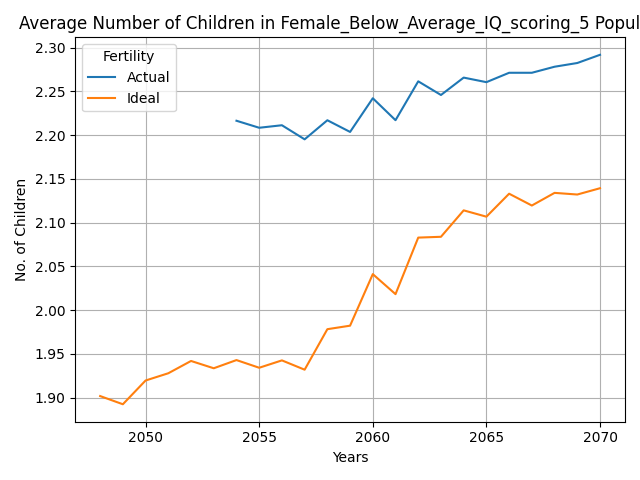 Average Number of Children in Female_Below_Average_IQ_scoring_5 Popul
2.30
2.25
2.20
2.15
2.10
2.05
2.00
1.95
1.90
No. of Children
Fertility
Actual
Ideal
2050 2055 2060 2065 2070
Years